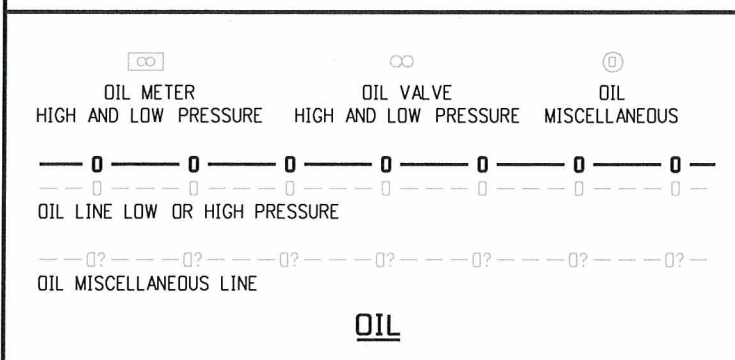 OIL METER
HIGH AND LOW PRESSURE
OIL VALVE
HIGH AND LOW PRESSURE
OIL
MISCELLANEOUS
O O O O O O O
O O O O O O O
OIL LINE LOW OR HIGH PRESSURE
O? O? O? O? O? O? O?
OIL MISCELLANEOUS LINE
OIL